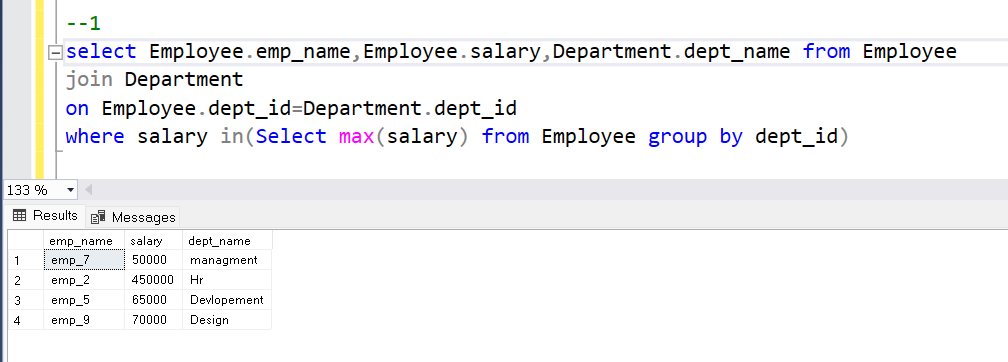 --1
select Employee.emp_name,Employee.salary,Department.dept_name from Employee
join Department
on Employee.dept_id=Department.dept_id
where salary in(Select max(salary) from Employee group by dept_id)
133 %
Results Messages
emp_name salary dept_name
1 emp_7 50000 managment
2 emp_2 450000 Hr
3 emp_5 65000 Devlopement
4 emp_9 70000 Design